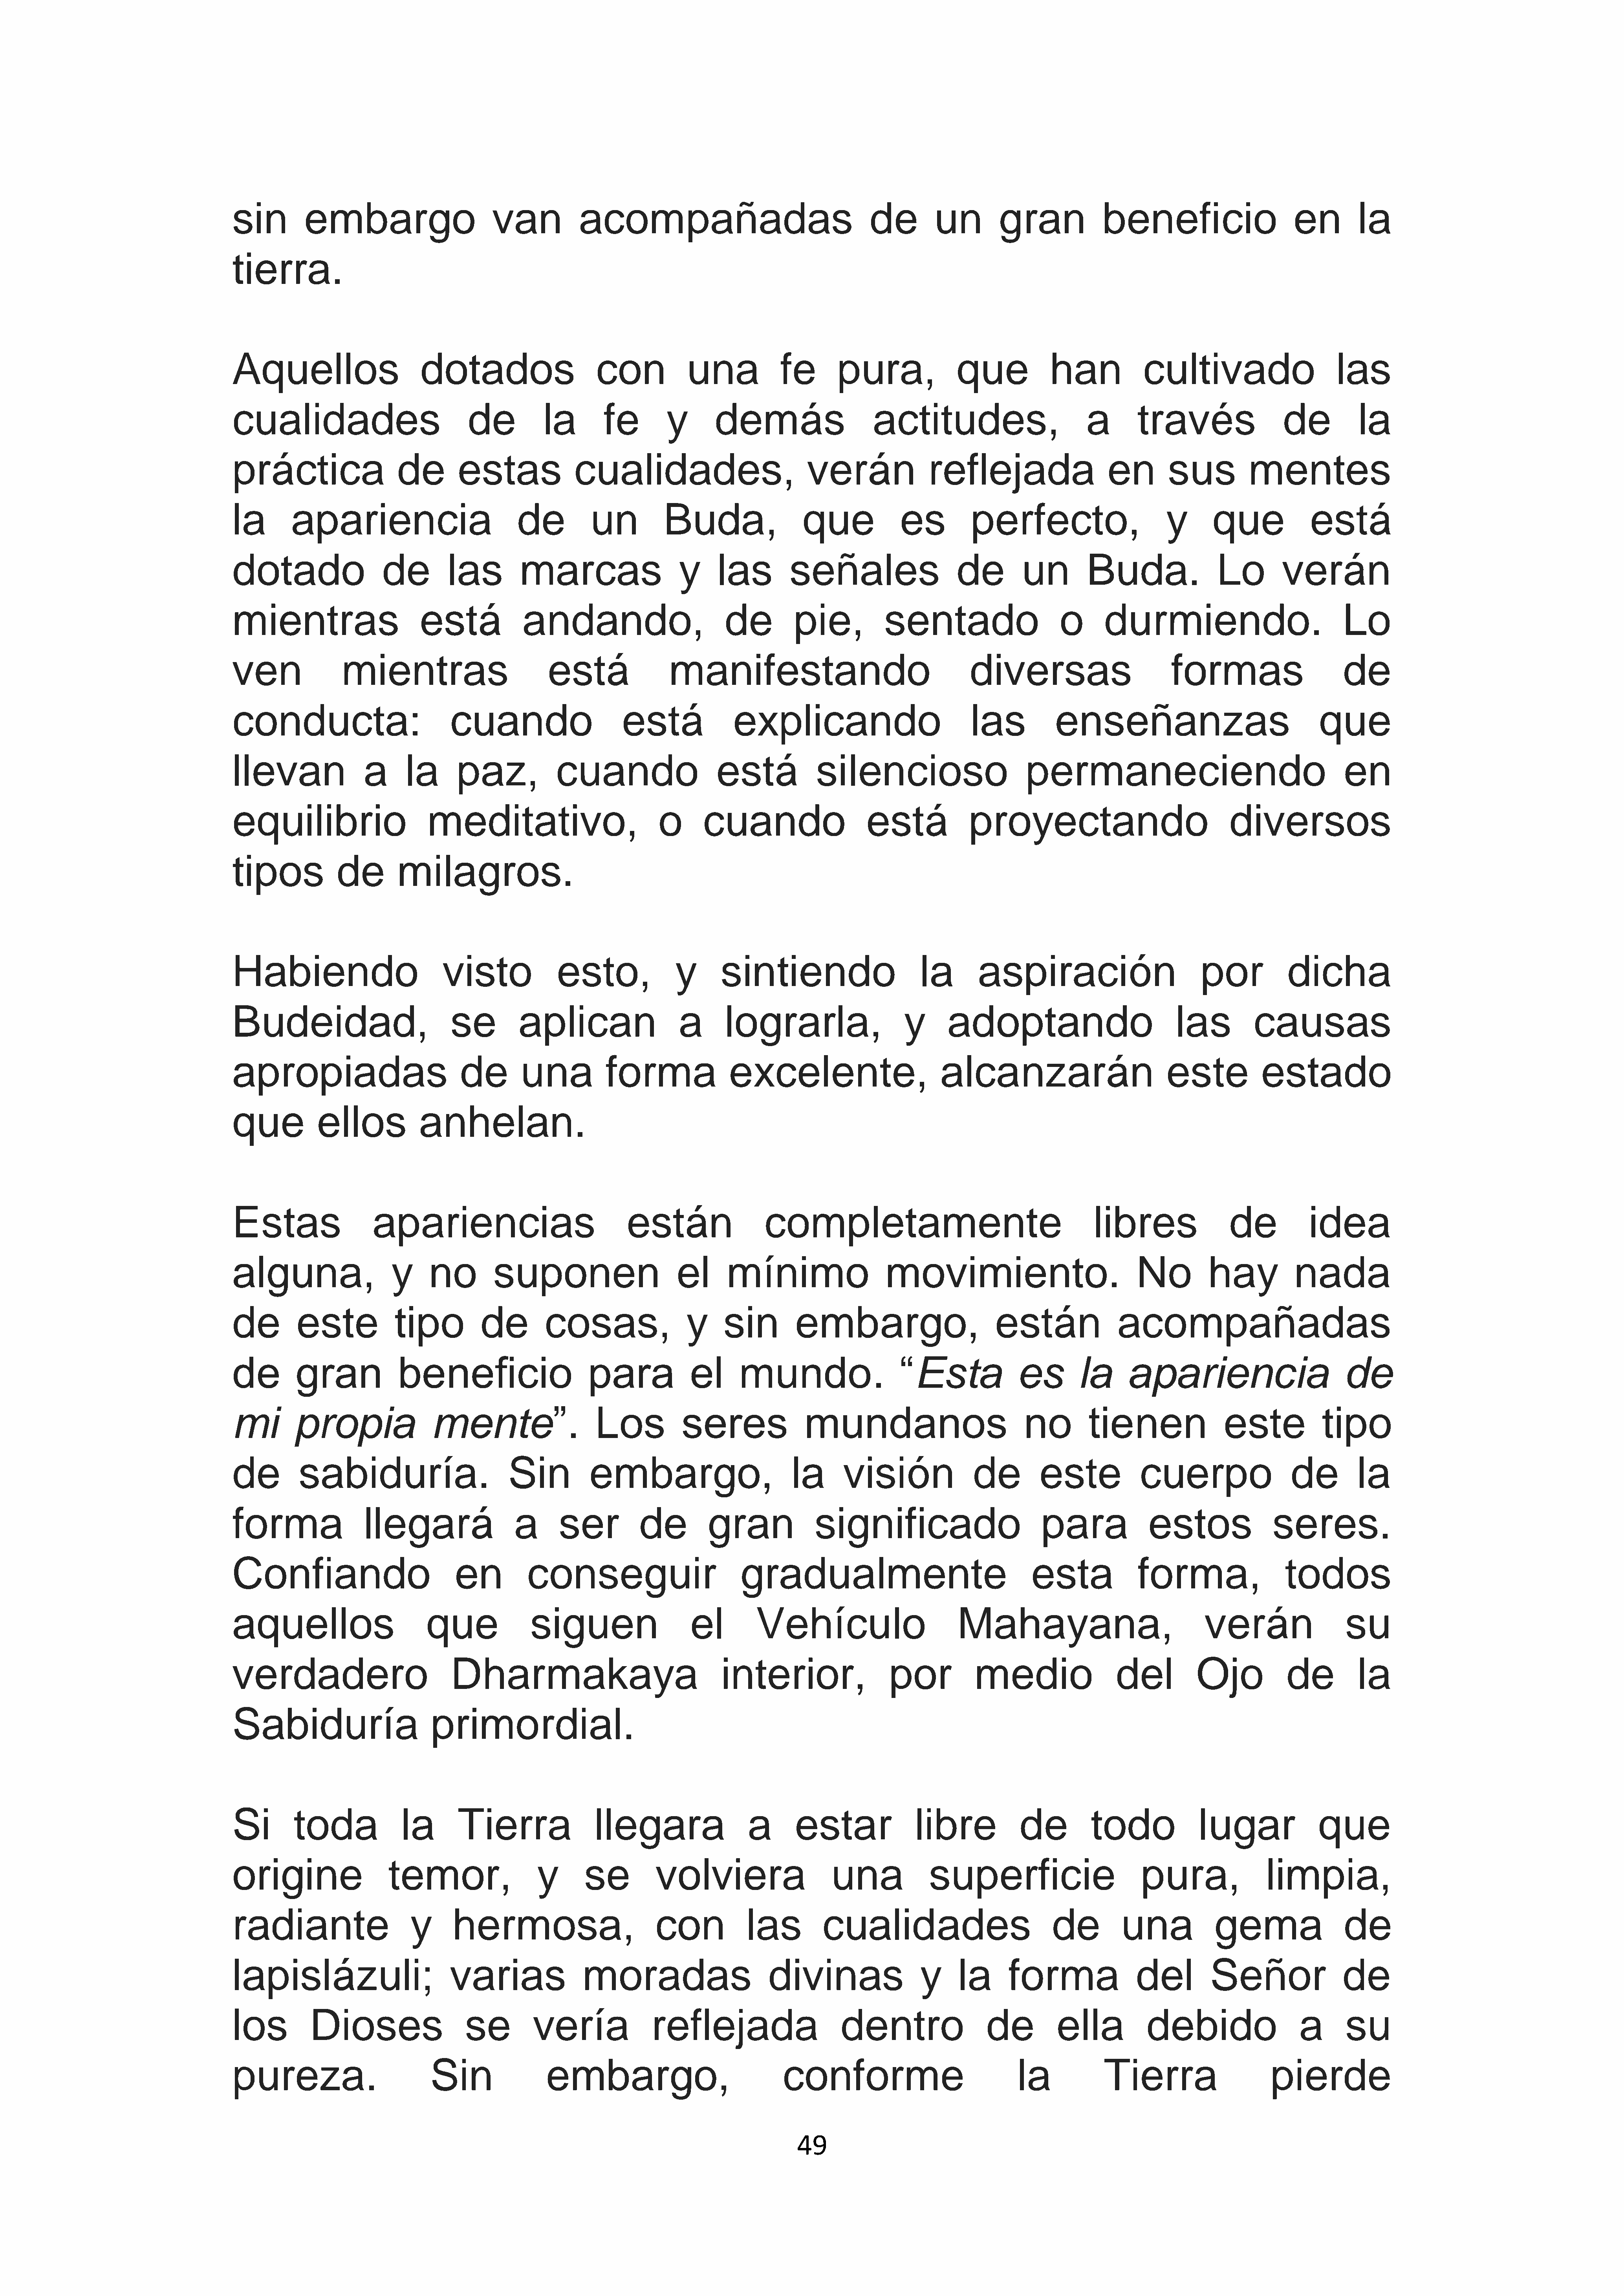 sin embargo van acompañadas de un gran beneficio en la
tierra.
Aquellos dotados con una fe pura, que han cultivado las
cualidades de la fe y demás actitudes, a través de la
práctica de estas cualidades, verán reflejada en sus mentes
la apariencia de un Buda, que es perfecto, y que está
dotado de las marcas y las señales de un Buda. Lo verán
mientras está andando, de pie, sentado o durmiendo. Lo
ven mientras está manifestando diversas formas de
conducta: cuando está explicando las enseñanzas que
llevan a la paz, cuando está silencioso permaneciendo en
equilibrio meditativo, o cuando está proyectando diversos
tipos de milagros.
Habiendo visto esto, y sintiendo la aspiración por dicha
Budeidad, se aplican a lograrla, y adoptando las causas
apropiadas de una forma excelente, alcanzarán este estado
que ellos anhelan.
Estas apariencias están completamente libres de idea
alguna, y no suponen el mínimo movimiento. No hay nada
de este tipo de cosas, y sin embargo, están acompañadas
de gran beneficio para el mundo. “Esta es la apariencia de
mi propia mente”. Los seres mundanos no tienen este tipo
de sabiduría. Sin embargo, la visión de este cuerpo de la
forma llegará a ser de gran significado para estos seres.
Confiando en conseguir gradualmente esta forma, todos
aquellos que siguen el Vehículo Mahayana, verán su
verdadero Dharmakaya interior, por medio del Ojo de la
Sabiduría primordial.
Si toda la Tierra llegara a estar libre de todo lugar que
origine temor, y se volviera una superficie pura, limpia,
radiante y hermosa, con las cualidades de una gema de
lapislázuli; varias moradas divinas y la forma del Señor de
los Dioses se vería reflejada dentro de ella debido a su
pureza. Sin embargo, conforme la Tierra pierde
49